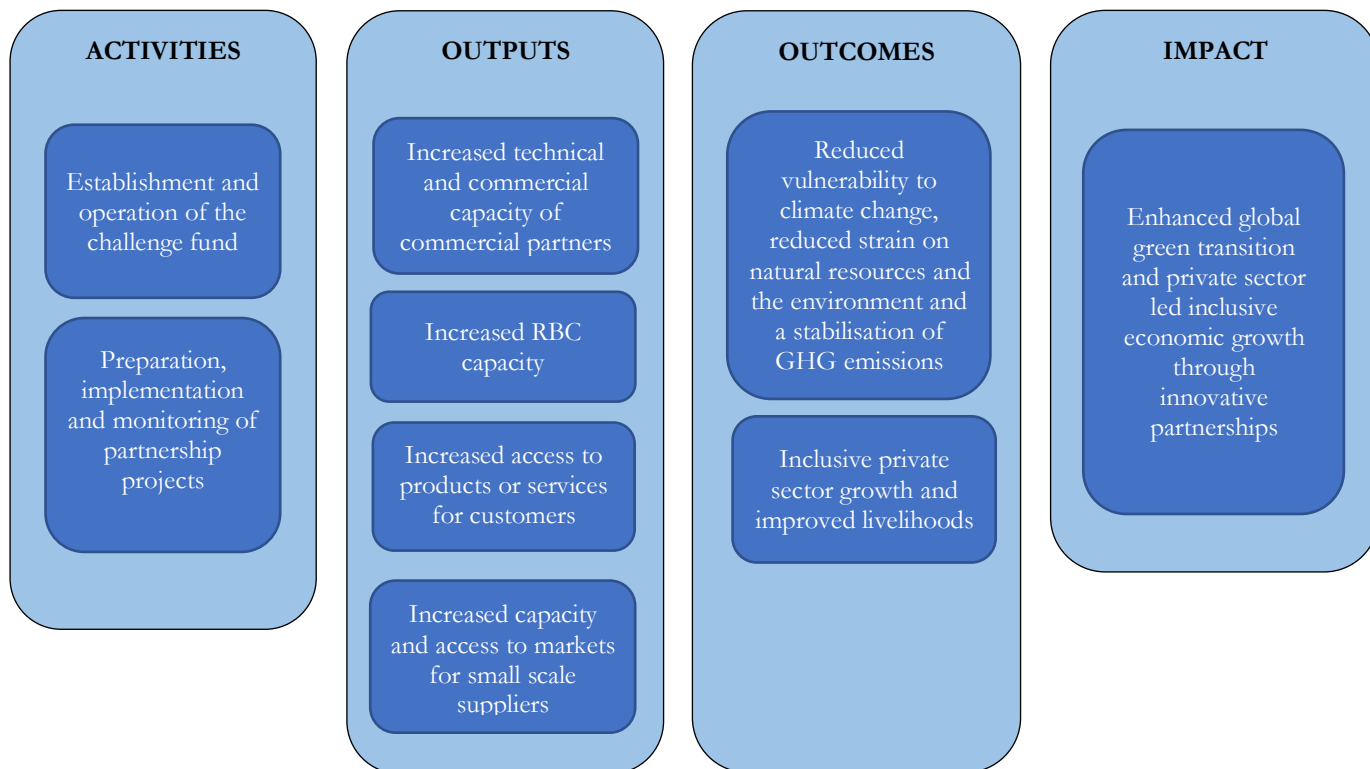 ACTIVITIES
Establishment and
operation of the
challenge fund
Preparation,
implementation
and monitoring of
partnership
projects
OUTPUTS
Increased technical
and commercial
capacity of
commercial partners
Increased RBC
capacity
Increased access to
products or services
for customers
Increased capacity
and access to markets
for small scale
suppliers
OUTCOMES
Reduced
vulnerability to
climate change,
reduced strain on
natural resources and
the environment and
a stabilisation of
GHG emissions
Inclusive private
sector growth and
improved livelihoods
IMPACT
Enhanced global
green transition
and private sector
led inclusive
economic growth
through
innovative
partnerships